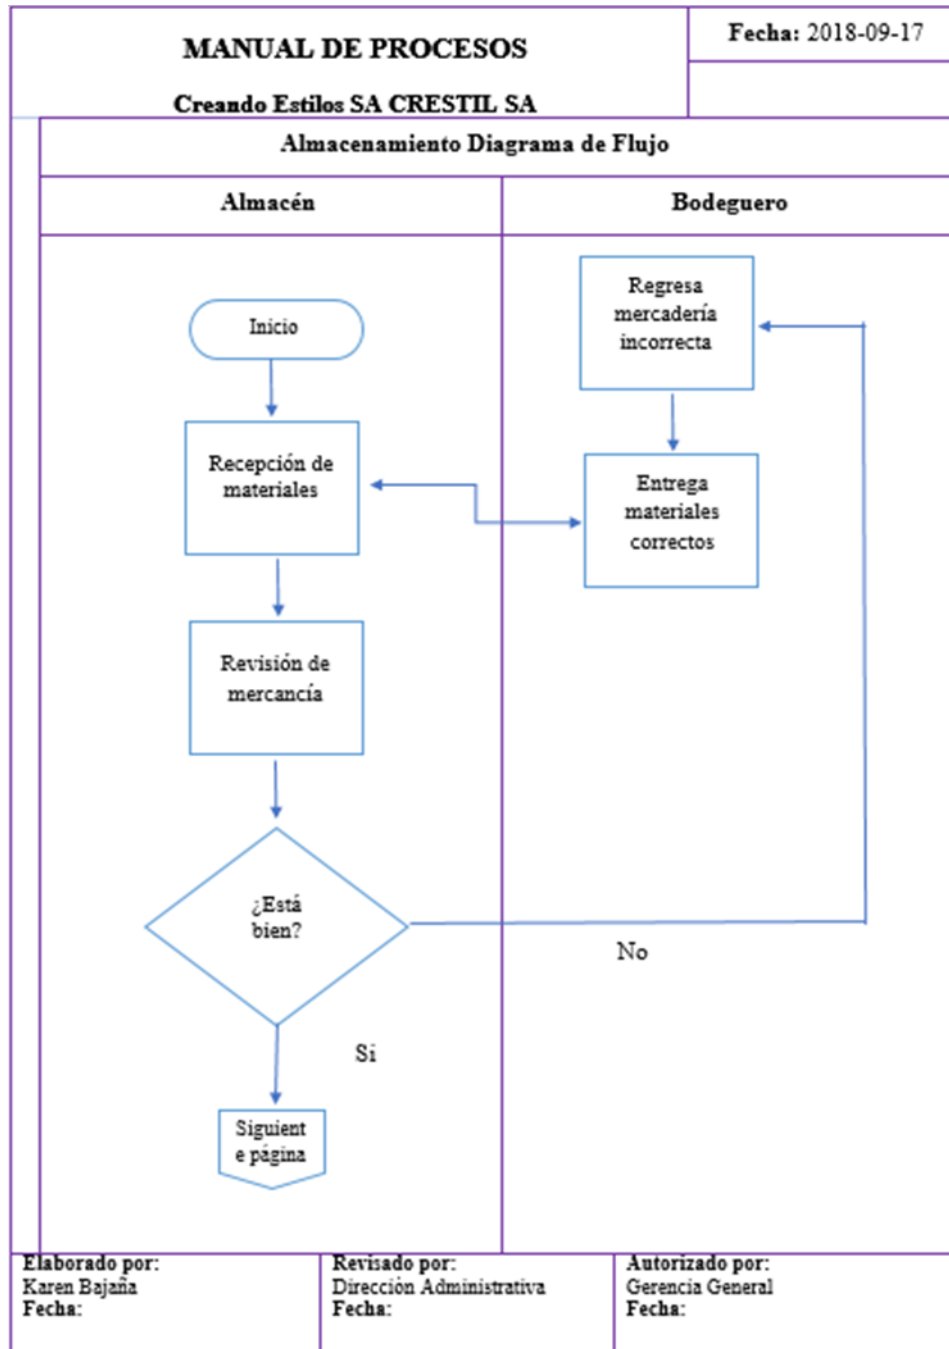 MANUAL DE PROCESOS
Creando Estilos SA CRESTIL SA
Fecha: 2018-09-17
Almacenamiento Diagrama de Flujo
Almacén
Bodeguero
Inicio
Recepción de
materiales
Revisión de
mercancía
¿Está
bien?
Si
Siguient
e página
Regresa
mercadería
incorrecta
Entrega
materiales
correctos
No
Elaborado por:
Karen Bajaña
Fecha:
Revisado por:
Dirección Administrativa
Fecha:
Autorizado por:
Gerencia General
Fecha: